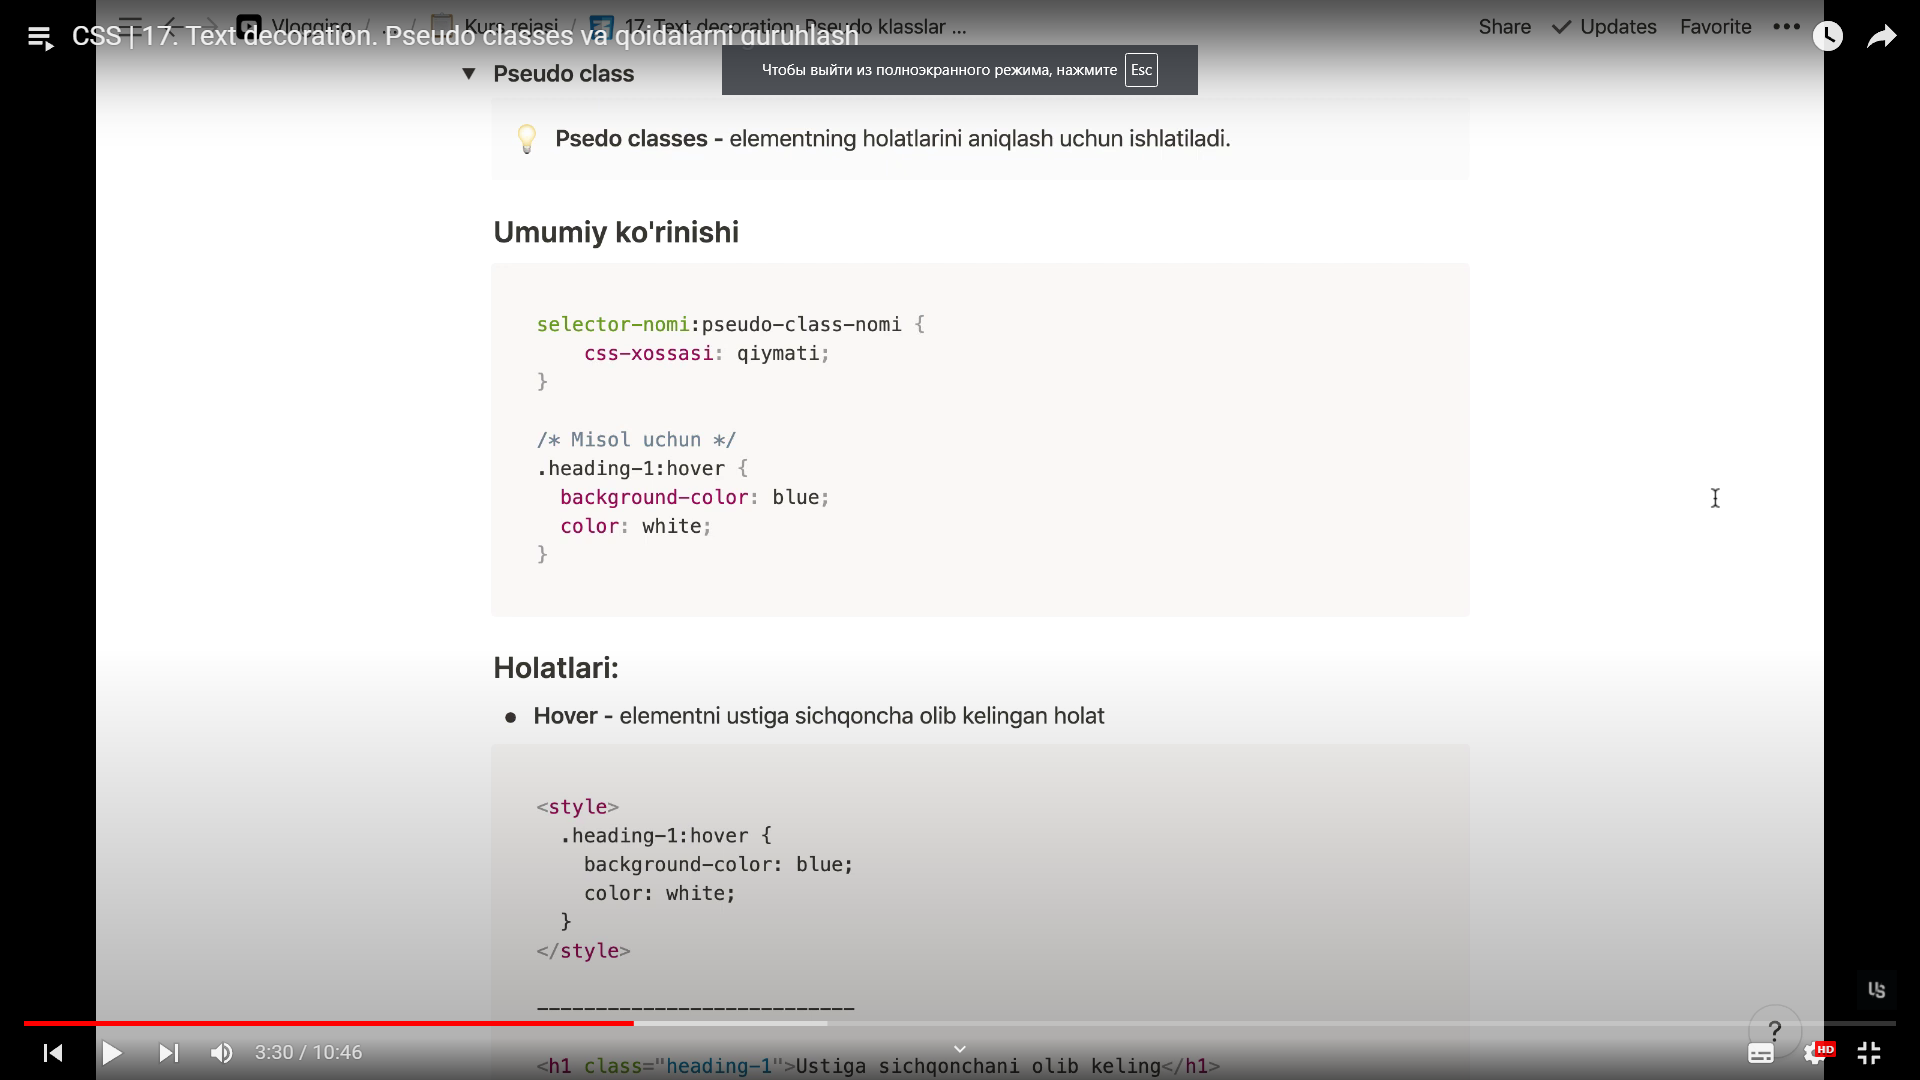 Vlogging / ... / Kurs rejasi / 17. Text decoration. Pseudo klasslar ...
Share Updates Favorite •••
CSS | 17. Text decoration. Pseudo classes va qoidalarni guruhlash
Чтобы выйти из полноэкранного режима, нажмите Esc
▼ Pseudo class
Psedo classes - elementning holatlarini aniqlash uchun ishlatiladi.
Umumiy ko'rinishi
selector-nomi:pseudo-class-nomi {
css-xossasi: qiymati;
}
/* Misol uchun */
.heading-1:hover {
background-color: blue;
color: white;
}
Holatlari:
● Hover - elementni ustiga sichqoncha olib kelingan holat
<style>
.heading-1:hover {
background-color: blue;
color: white;
}
</style>
---------------------------
<h1 class="heading-1">Ustiga sichqonchani olib keling</h1>
US
?
3:30 / 10:46
HD